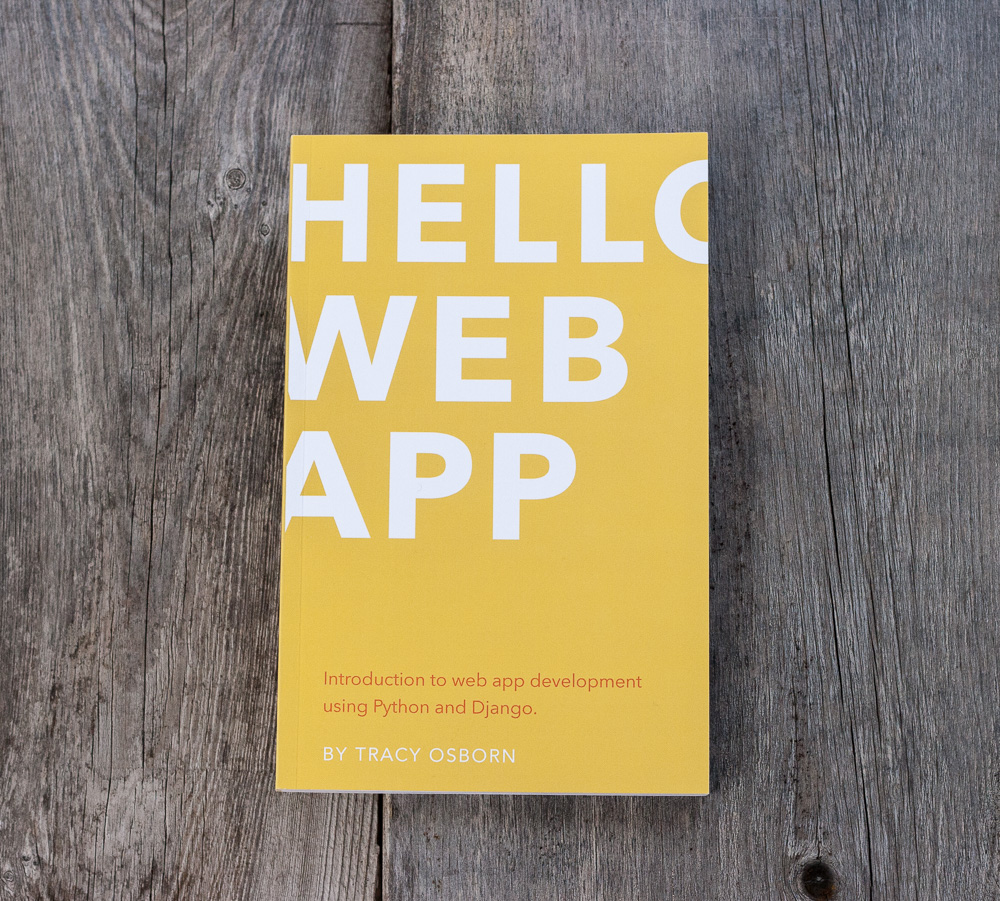 HELLO
WEB
APP
Introduction to web app development
using Python and Django.
BY TRACY OSBORN